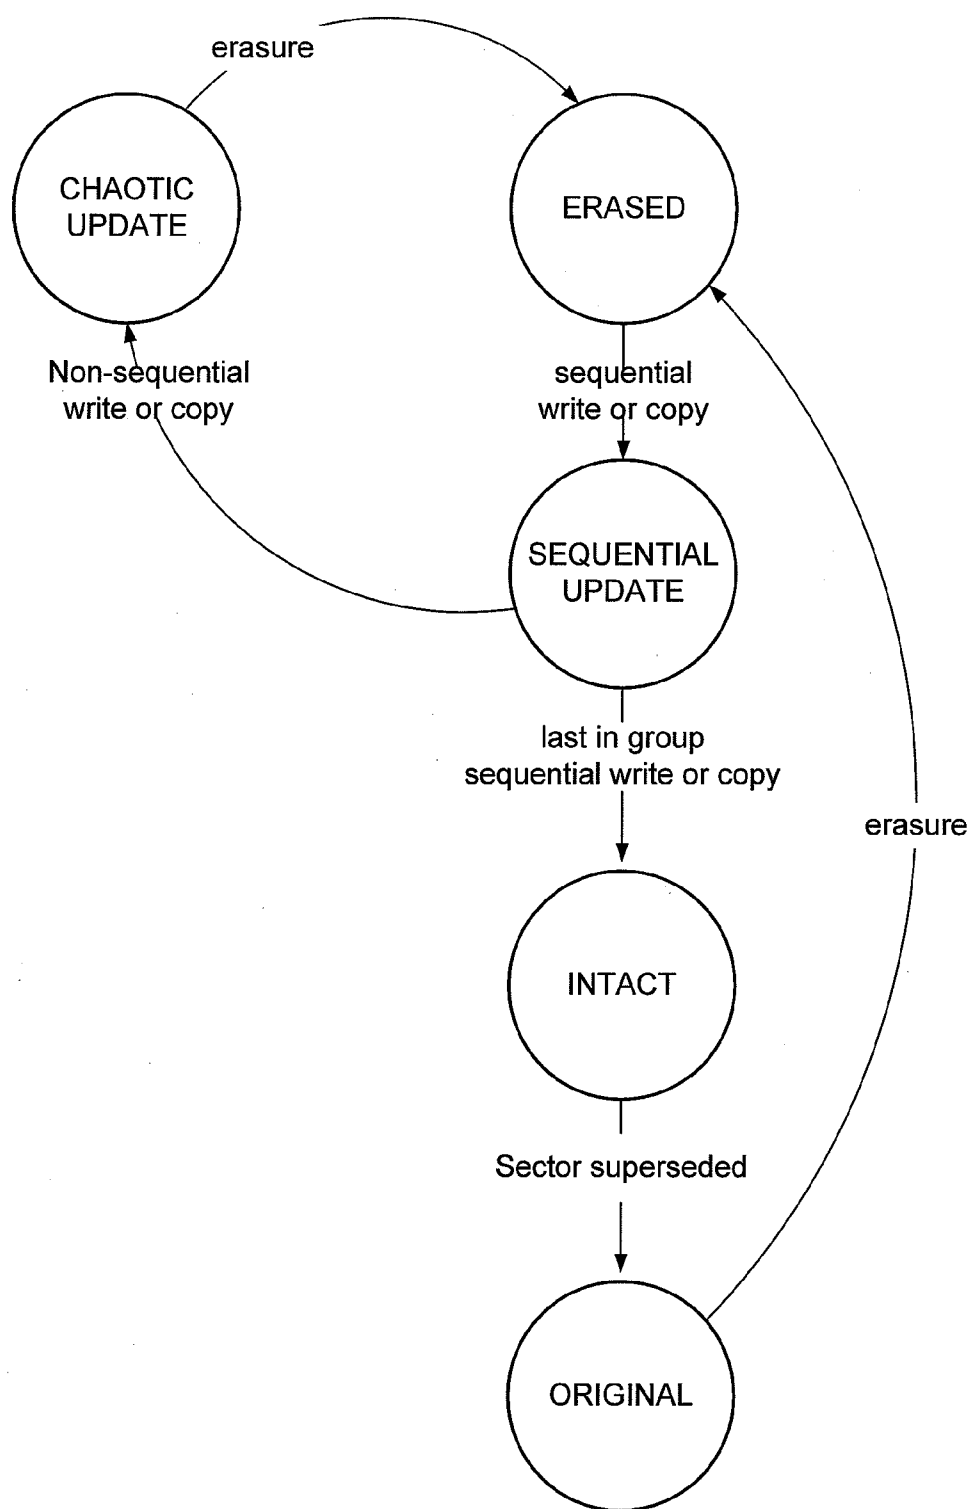 erasure
CHAOTIC
UPDATE
ERASED
Non-sequential
write or copy
sequential
write or copy
SEQUENTIAL
UPDATE
last in group
sequential write or copy
erasure
INTACT
Sector superseded
ORIGINAL